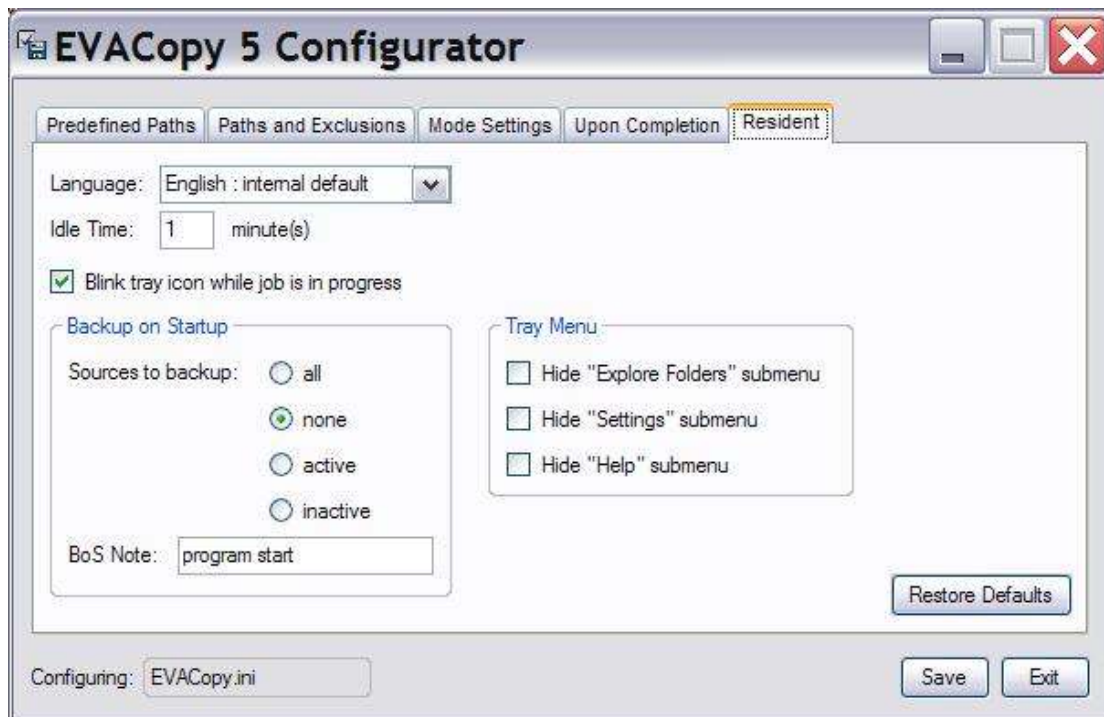 EVACopy 5 Configurator
Predefined Paths Paths and Exclusions Mode Settings Upon Completion Resident
Language: English : internal default
Idle Time: 1 minute(s)
Blink tray icon while job is in progress
Backup on Startup
Sources to backup: all
none
active
inactive
BoS Note: program start
Tray Menu
Hide "Explore Folders" submenu
Hide "Settings" submenu
Hide "Help" submenu
Restore Defaults
Configuring: EVACopy.ini
Save Exit